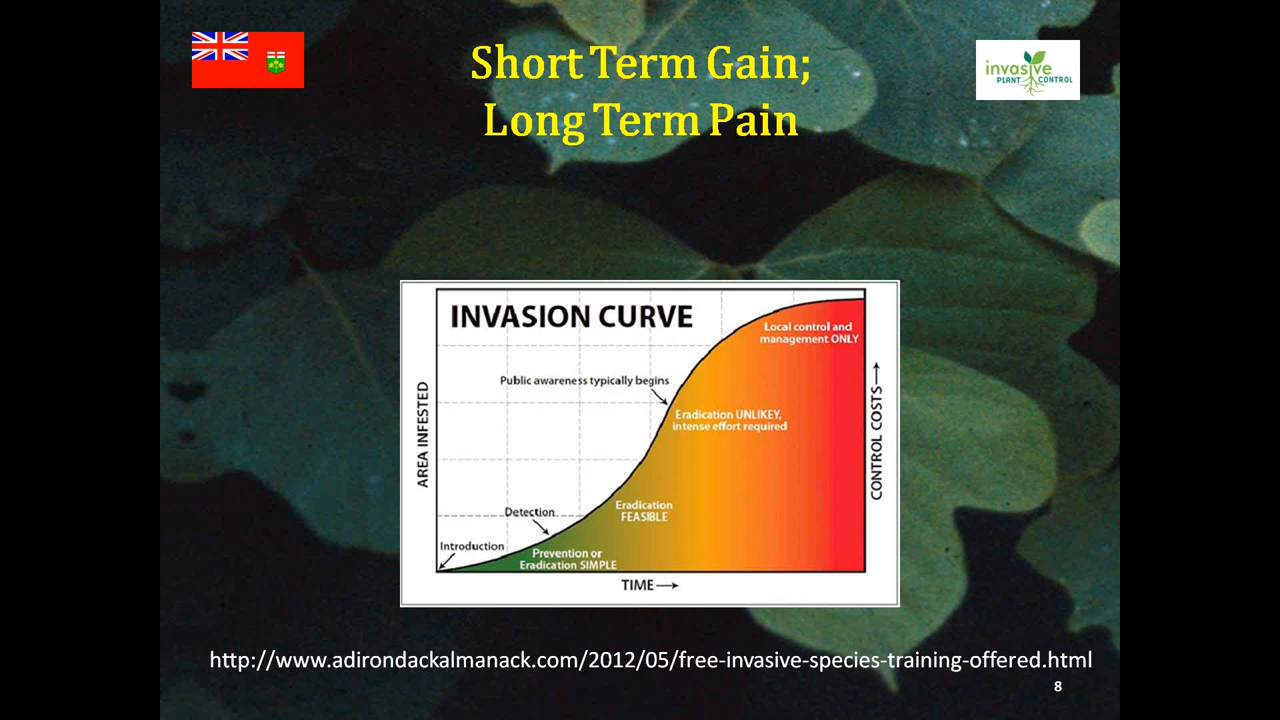 Short Term Gain;
Long Term Pain
invasive
PLANT CONTROL
INVASION CURVE
Local control and
management ONLY
Public awareness typically begins
Eradication UNLIKEY,
intense effort required
AREA INFESTED
CONTROL COSTS
Eradication
FEASIBLE
Detection
Introduction
Prevention or
Eradication SIMPLE
TIME
http://www.adirondackalmanack.com/2012/05/free-invasive-species-training-offered.html
8